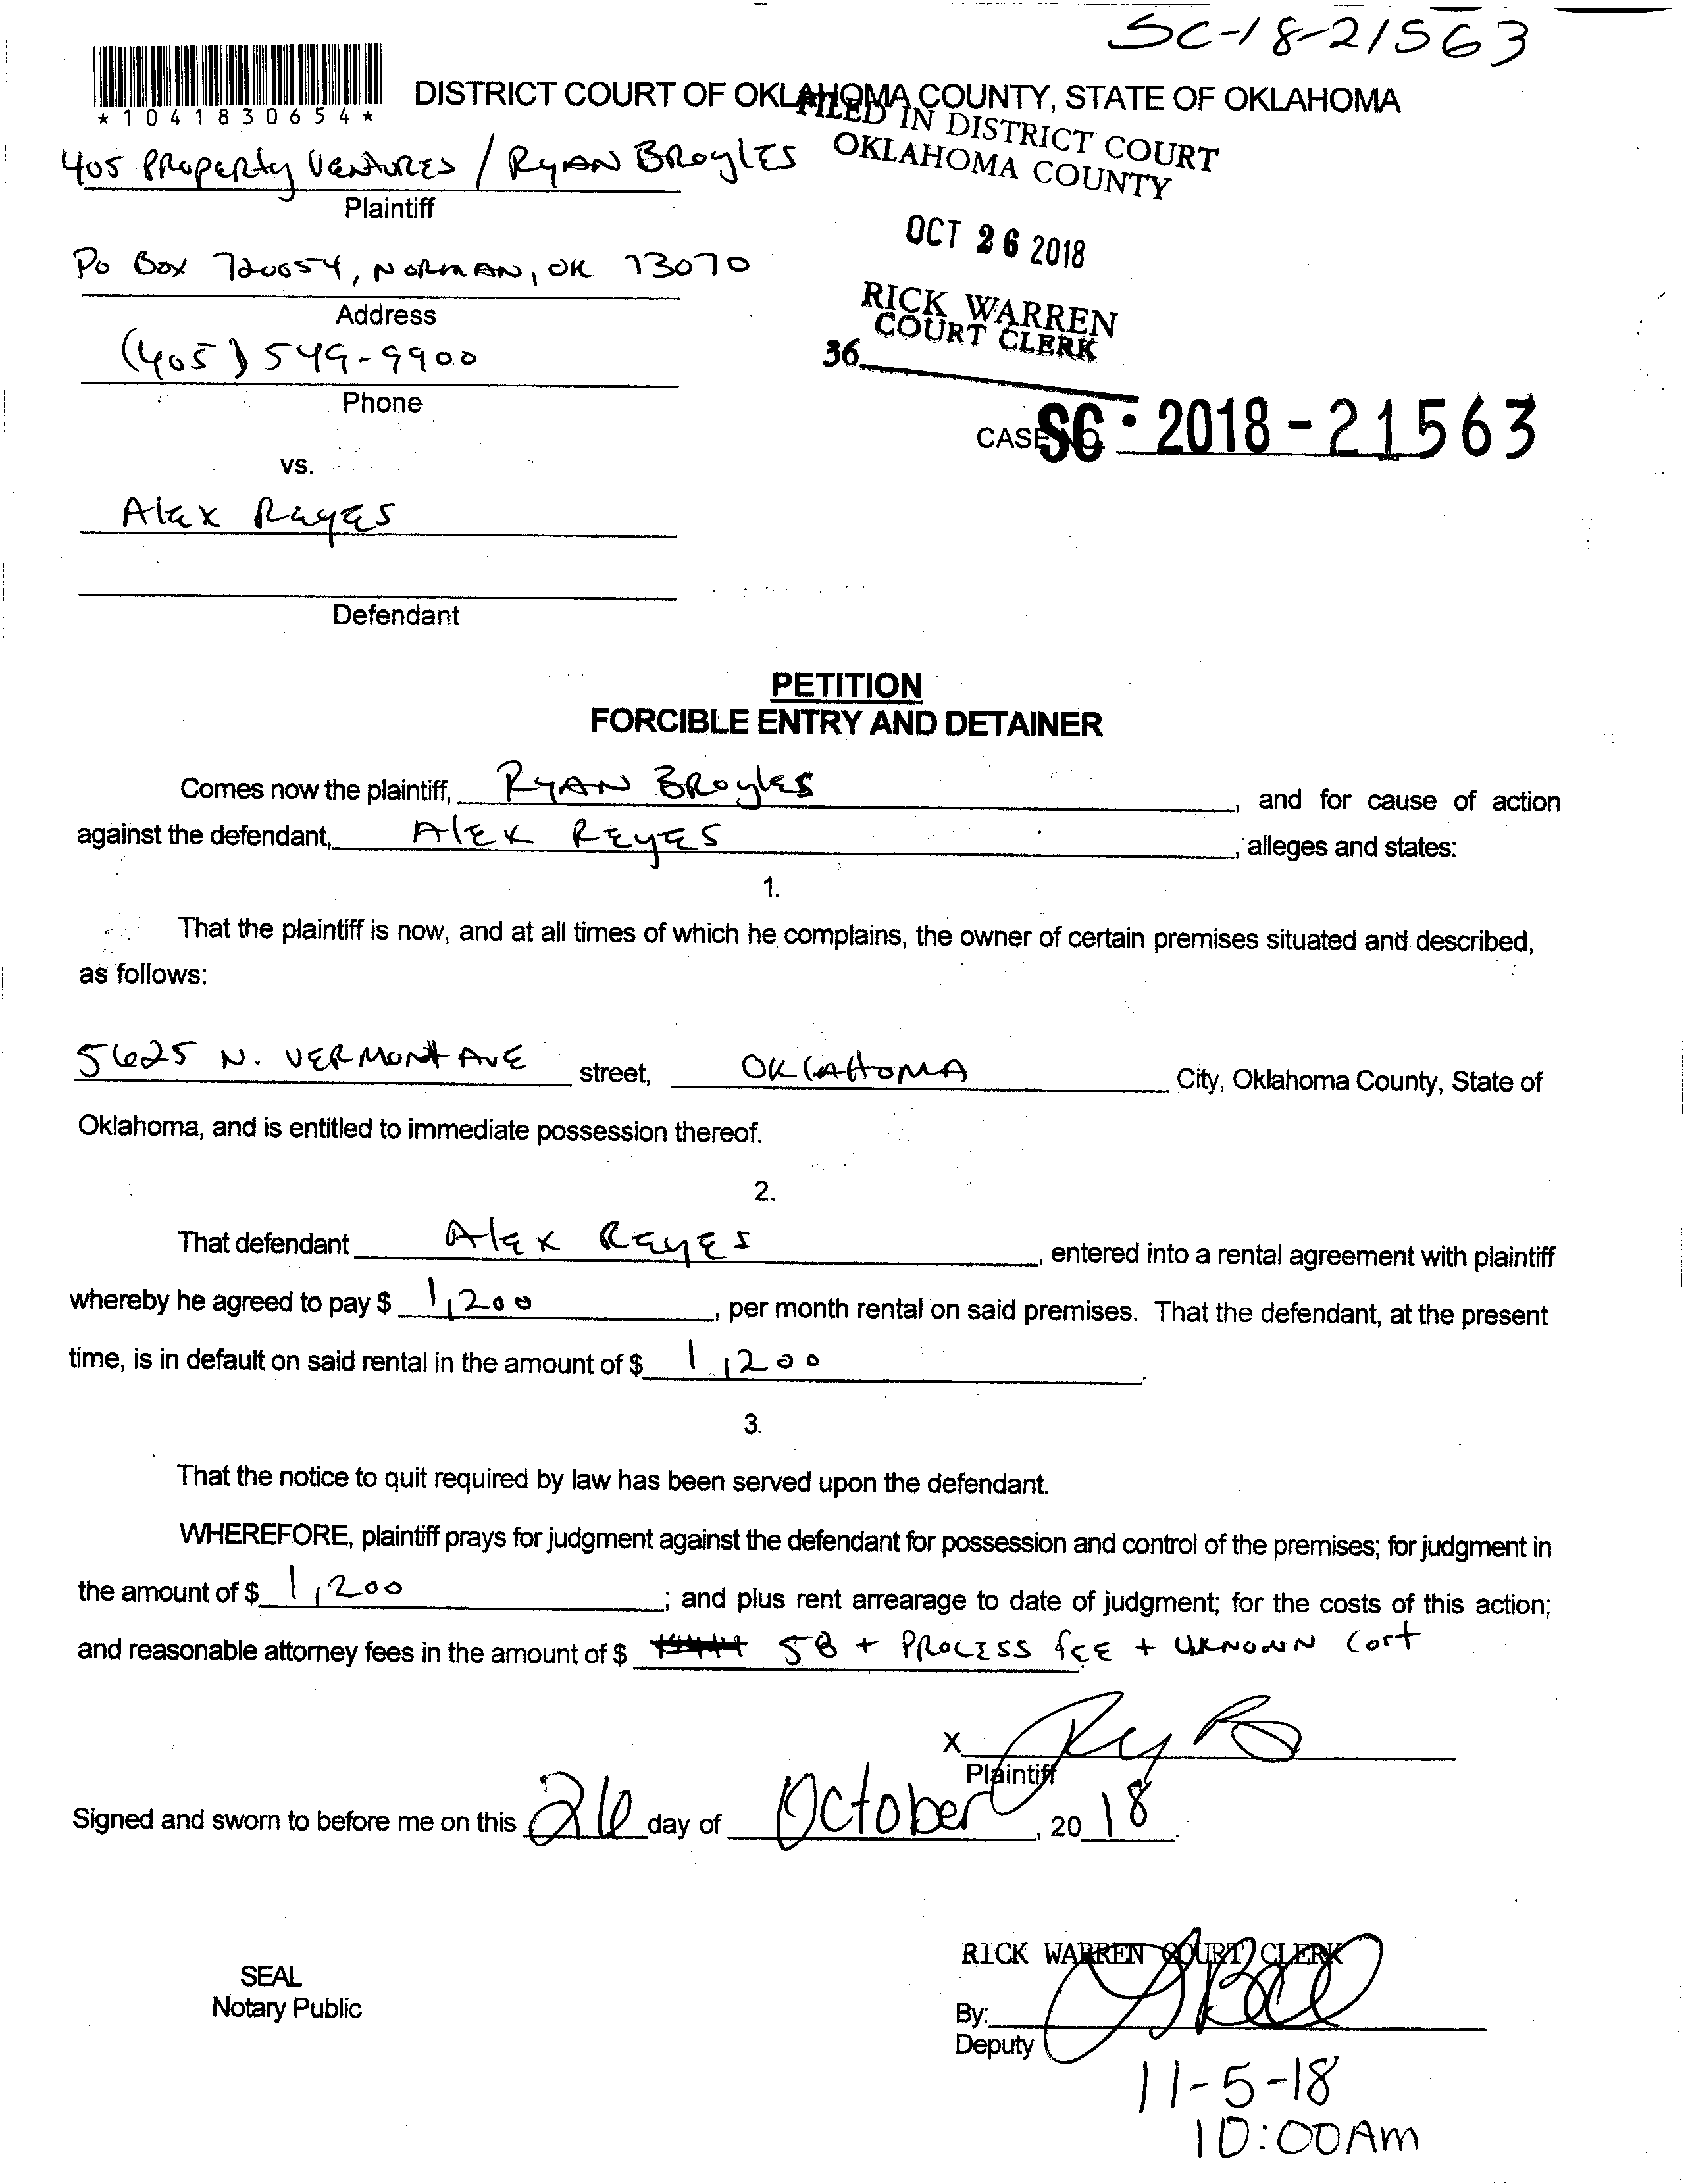 SC-18-21563
*1041830654*
DISTRICT COURT OF OKLAHOMA COUNTY, STATE OF OKLAHOMA
FILED IN DISTRICT COURT
OKLAHOMA COUNTY
405 Property Ventures / Ryan Broyles
Plaintiff
OCT 26 2018
PO Box 720654, Norman, OK 73070
Address
RICK WARREN
COURT CLERK
(405) 549-9900
36
Phone
CASE NO. SC - 2018 - 21563
vs.
Alex Reyes
Defendant
PETITION
FORCIBLE ENTRY AND DETAINER
Comes now the plaintiff, Ryan Broyles, and for cause of action
against the defendant, Alex Reyes, alleges and states:
1.
That the plaintiff is now, and at all times of which he complains, the owner of certain premises situated and described,
as follows:
5625 N. Vermont Ave street, Oklahoma City, Oklahoma County, State of
Oklahoma, and is entitled to immediate possession thereof.
2.
That defendant Alex Reyes, entered into a rental agreement with plaintiff
whereby he agreed to pay $ 1,200, per month rental on said premises. That the defendant, at the present
time, is in default on said rental in the amount of $ 1,200.
3.
That the notice to quit required by law has been served upon the defendant.
WHEREFORE, plaintiff prays for judgment against the defendant for possession and control of the premises; for judgment in
the amount of $ 1,200; and plus rent arrearage to date of judgment; for the costs of this action;
and reasonable attorney fees in the amount of $ 58 + Process fee + Unknown Cort
X
Plaintiff
Signed and sworn to before me on this 26 day of October, 2018.
RICK WARREN COURT CLERK
SEAL
Notary Public
By:
Deputy
11-5-18
10:00Am